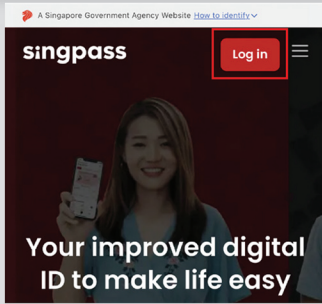 A Singapore Government Agency Website How to identify
singpass
Log in
Your improved digital
ID to make life easy